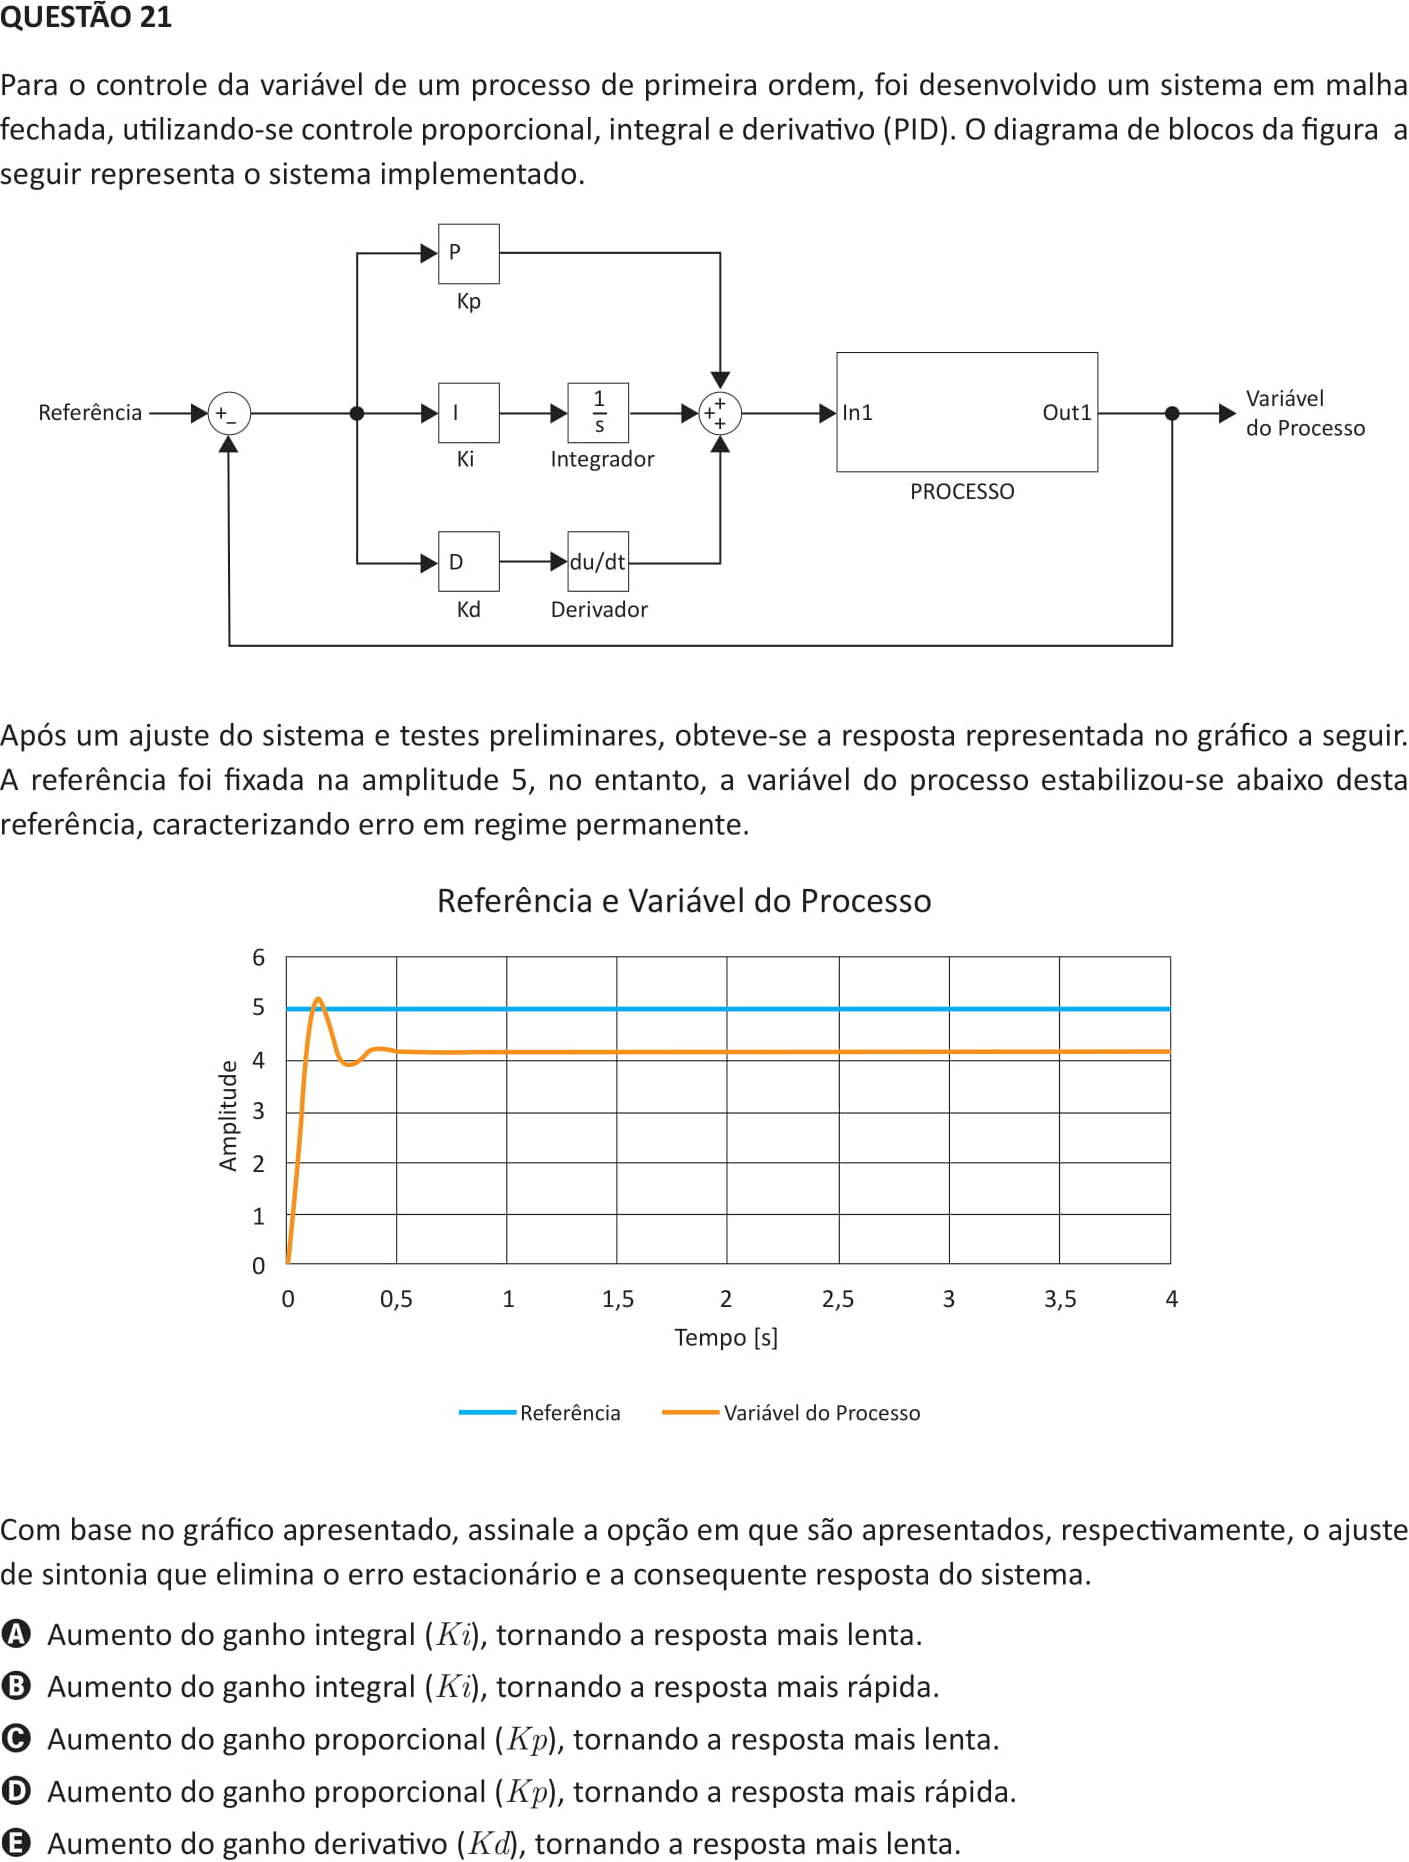 QUESTÃO 21
Para o controle da variável de um processo de primeira ordem, foi desenvolvido um sistema em malha
fechada, utilizando-se controle proporcional, integral e derivativo (PID). O diagrama de blocos da figura a
seguir representa o sistema implementado.
P
Kp
Referência
+
−
I
Ki
1
s
Integrador
+
+
+
In1
Out1
PROCESSO
Variável
do Processo
D
Kd
du/dt
Derivador
Após um ajuste do sistema e testes preliminares, obteve-se a resposta representada no gráfico a seguir.
A referência foi fixada na amplitude 5, no entanto, a variável do processo estabilizou-se abaixo desta
referência, caracterizando erro em regime permanente.
Referência e Variável do Processo
6
5
4
3
2
1
0
Amplitude
0 0,5 1 1,5 2 2,5 3 3,5 4
Tempo [s]
Referência Variável do Processo
Com base no gráfico apresentado, assinale a opção em que são apresentados, respectivamente, o ajuste
de sintonia que elimina o erro estacionário e a consequente resposta do sistema.
A Aumento do ganho integral (Ki), tornando a resposta mais lenta.
B Aumento do ganho integral (Ki), tornando a resposta mais rápida.
C Aumento do ganho proporcional (Kp), tornando a resposta mais lenta.
D Aumento do ganho proporcional (Kp), tornando a resposta mais rápida.
E Aumento do ganho derivativo (Kd), tornando a resposta mais lenta.